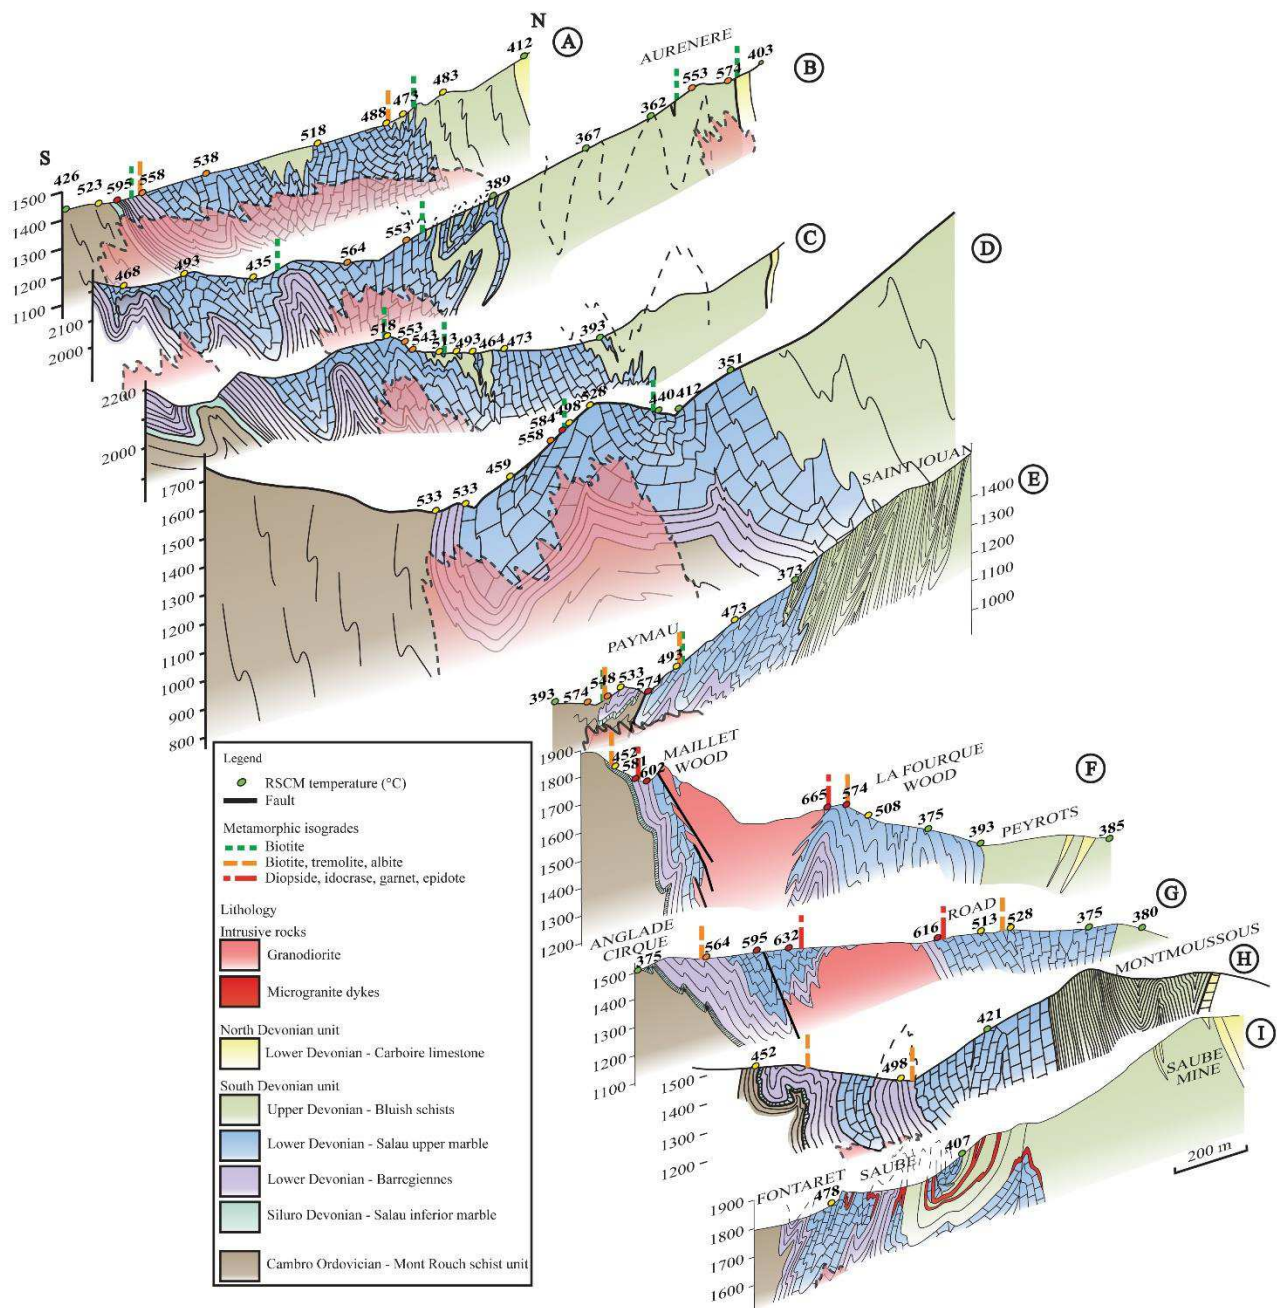 N
A
412
483
473
488
518
538
558
595
523
426
S
1500
1400
1300
1200
1100
AURENERE
B
403
574
553
362
367
389
553
564
435
493
468
2100
2000
C
393
473
464
493
513
543
553
518
2200
2000
D
351
412
440
528
498
584
558
459
533
533
1700
1600
1500
1400
1300
1200
1100
1000
900
800
SAINT JOUAN
E
1400
1300
1200
1100
1000
373
473
493
PAYMAU
574
533
548
574
393
1900
1800
1700
1600
1500
1400
1300
1200
452
581
602
MAILLET
WOOD
665
574
LA FOURQUE
WOOD
508
375
393
PEYROTS
385
F
ANGLADE
CIRQUE
375
564
595
632
616
ROAD
513
528
375
380
G
1500
1400
1300
1200
1100
MONTMOUSSOUS
H
421
498
452
1500
1400
1300
1200
I
SAUBE
MINE
200 m
407
SAUBE
FONTARET
478
1900
1800
1700
1600
Legend
RSCM temperature (°C)
Fault
Metamorphic isogrades
Biotite
Biotite, tremolite, albite
Diopside, idocrase, garnet, epidote
Lithology
Intrusive rocks
Granodiorite
Microgranite dykes
North Devonian unit
Lower Devonian - Carboire limestone
South Devonian unit
Upper Devonian - Bluish schists
Lower Devonian - Salau upper marble
Lower Devonian - Barregiennes
Siluro Devonian - Salau inferior marble
Cambro Ordovician - Mont Rouch schist unit